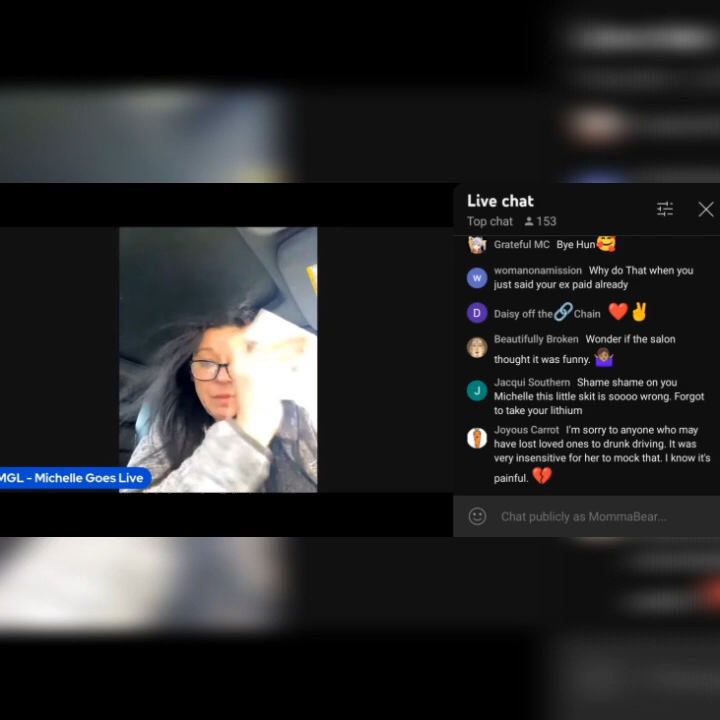 Live chat
Top chat 153
Grateful MC Bye Hun🥰
womanonamission Why do That when you
just said your ex paid already
Daisy off the🔗Chain ❤️✌️
Beautifully Broken Wonder if the salon
thought it was funny. 🤷🏽‍♀️
Jacqui Southern Shame shame on you
Michelle this little skit is soooo wrong. Forgot
to take your lithium
Joyous Carrot I'm sorry to anyone who may
have lost loved ones to drunk driving. It was
very insensitive for her to mock that. I know it's
painful. 💔
Chat publicly as MommaBear...
MGL - Michelle Goes Live
W
D
J